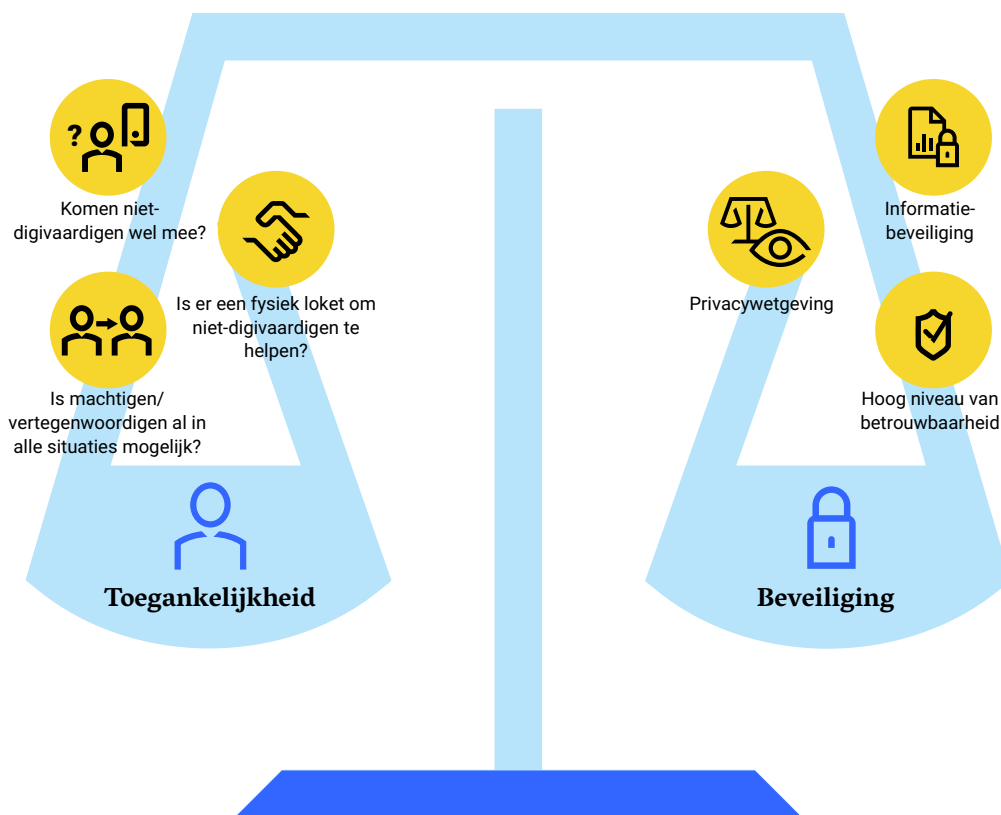 Komen niet-
digivaardigen wel mee?
Is er een fysiek loket om
niet-digivaardigen te
helpen?
Is machtigen/
vertegenwoordigen al in
alle situaties mogelijk?
Toegankelijkheid
Privacywetgeving
Informatie-
beveiliging
Hoog niveau van
betrouwbaarheid
Beveiliging